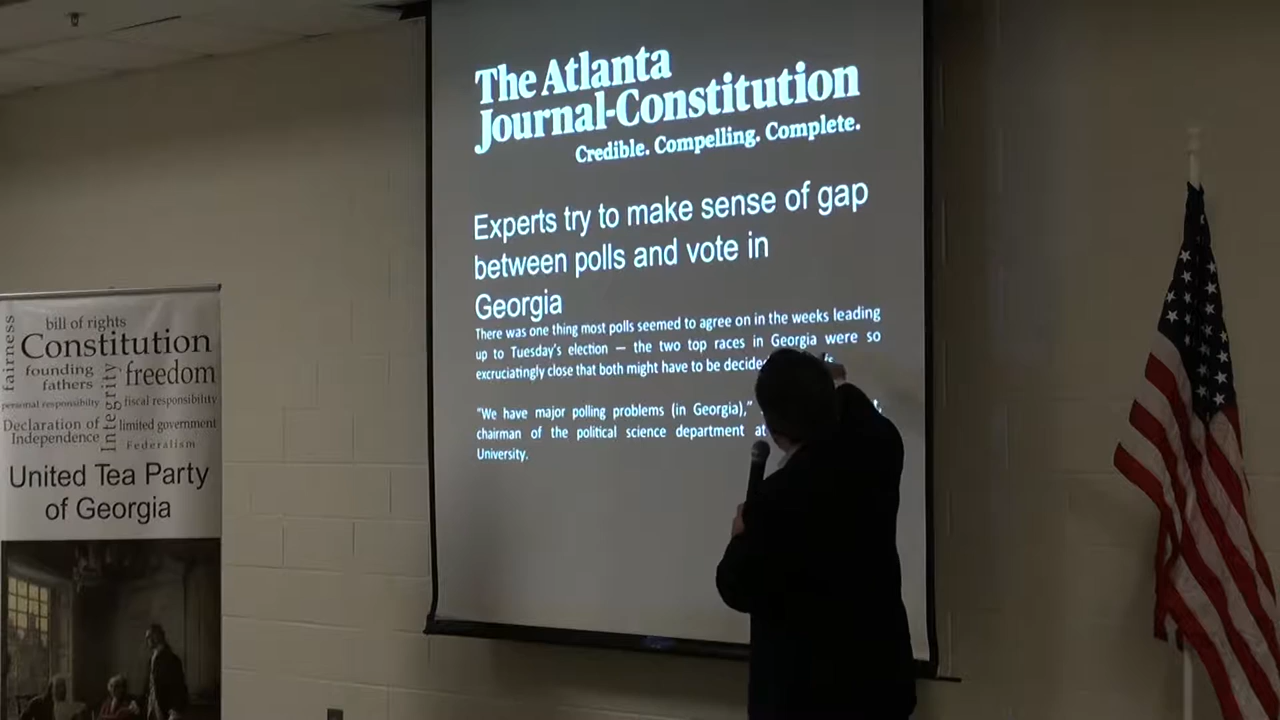 The Atlanta
Journal-Constitution
Credible. Compelling. Complete.
Experts try to make sense of gap
between polls and vote in
Georgia
There was one thing most polls seemed to agree on in the weeks leading
up to Tuesday's election — the two top races in Georgia were so
excruciatingly close that both might have to be
"We have major polling problems (in Georgia),"
chairman of the political science department at
University.
fairness
bill of rights
Constitution
founding
fathers
Integrity
freedom
personal responsibility
fiscal responsibility
Declaration of
Independence
limited government
Federalism
United Tea Party
of Georgia